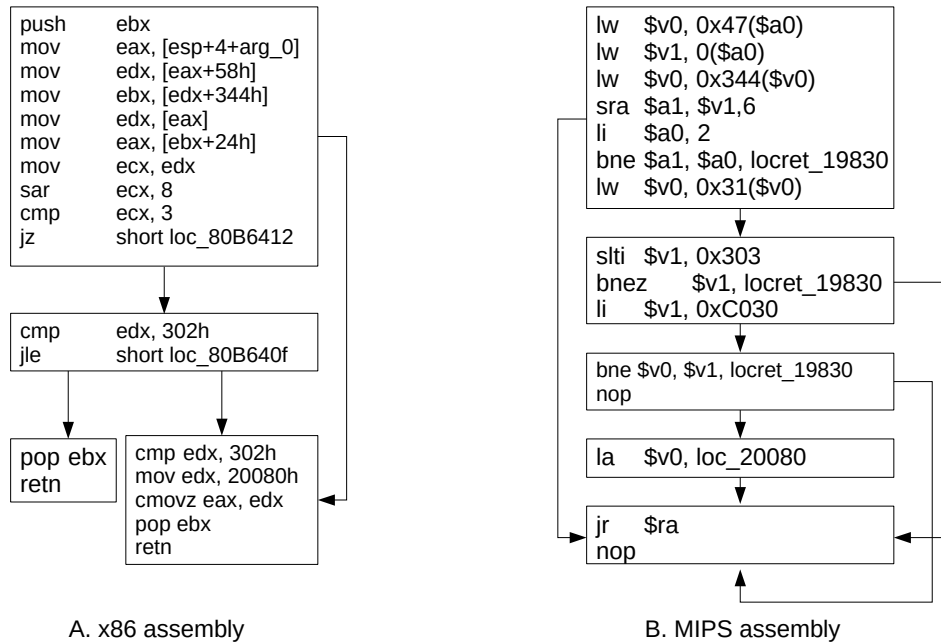 push ebx
mov eax, [esp+4+arg_0]
mov edx, [eax+58h]
mov ebx, [edx+344h]
mov edx, [eax]
mov eax, [ebx+24h]
mov ecx, edx
sar ecx, 8
cmp ecx, 3
jz short loc_80B6412
cmp edx, 302h
jle short loc_80B640f
pop ebx
retn
cmp edx, 302h
mov edx, 20080h
cmovz eax, edx
pop ebx
retn
A. x86 assembly
lw $v0, 0x47($a0)
lw $v1, 0($a0)
lw $v0, 0x344($v0)
sra $a1, $v1,6
li $a0, 2
bne $a1, $a0, locret_19830
lw $v0, 0x31($v0)
slti $v1, 0x303
bnez $v1, locret_19830
li $v1, 0xC030
bne $v0, $v1, locret_19830
nop
la $v0, loc_20080
jr $ra
nop
B. MIPS assembly